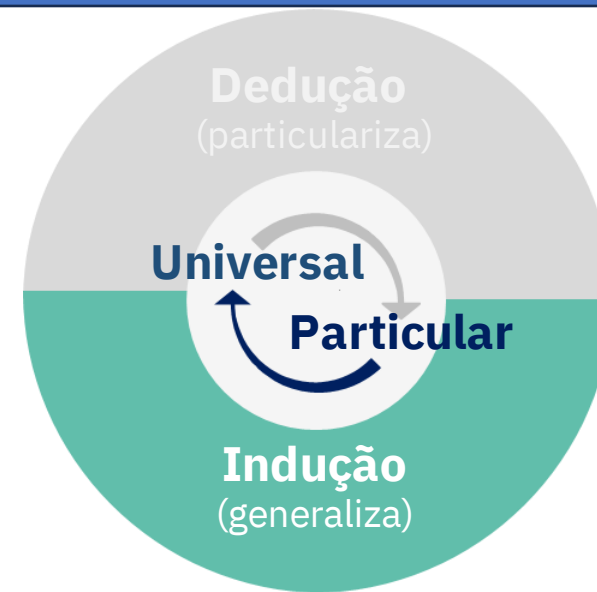 Dedução
(particulariza)
Universal
Particular
Indução
(generaliza)